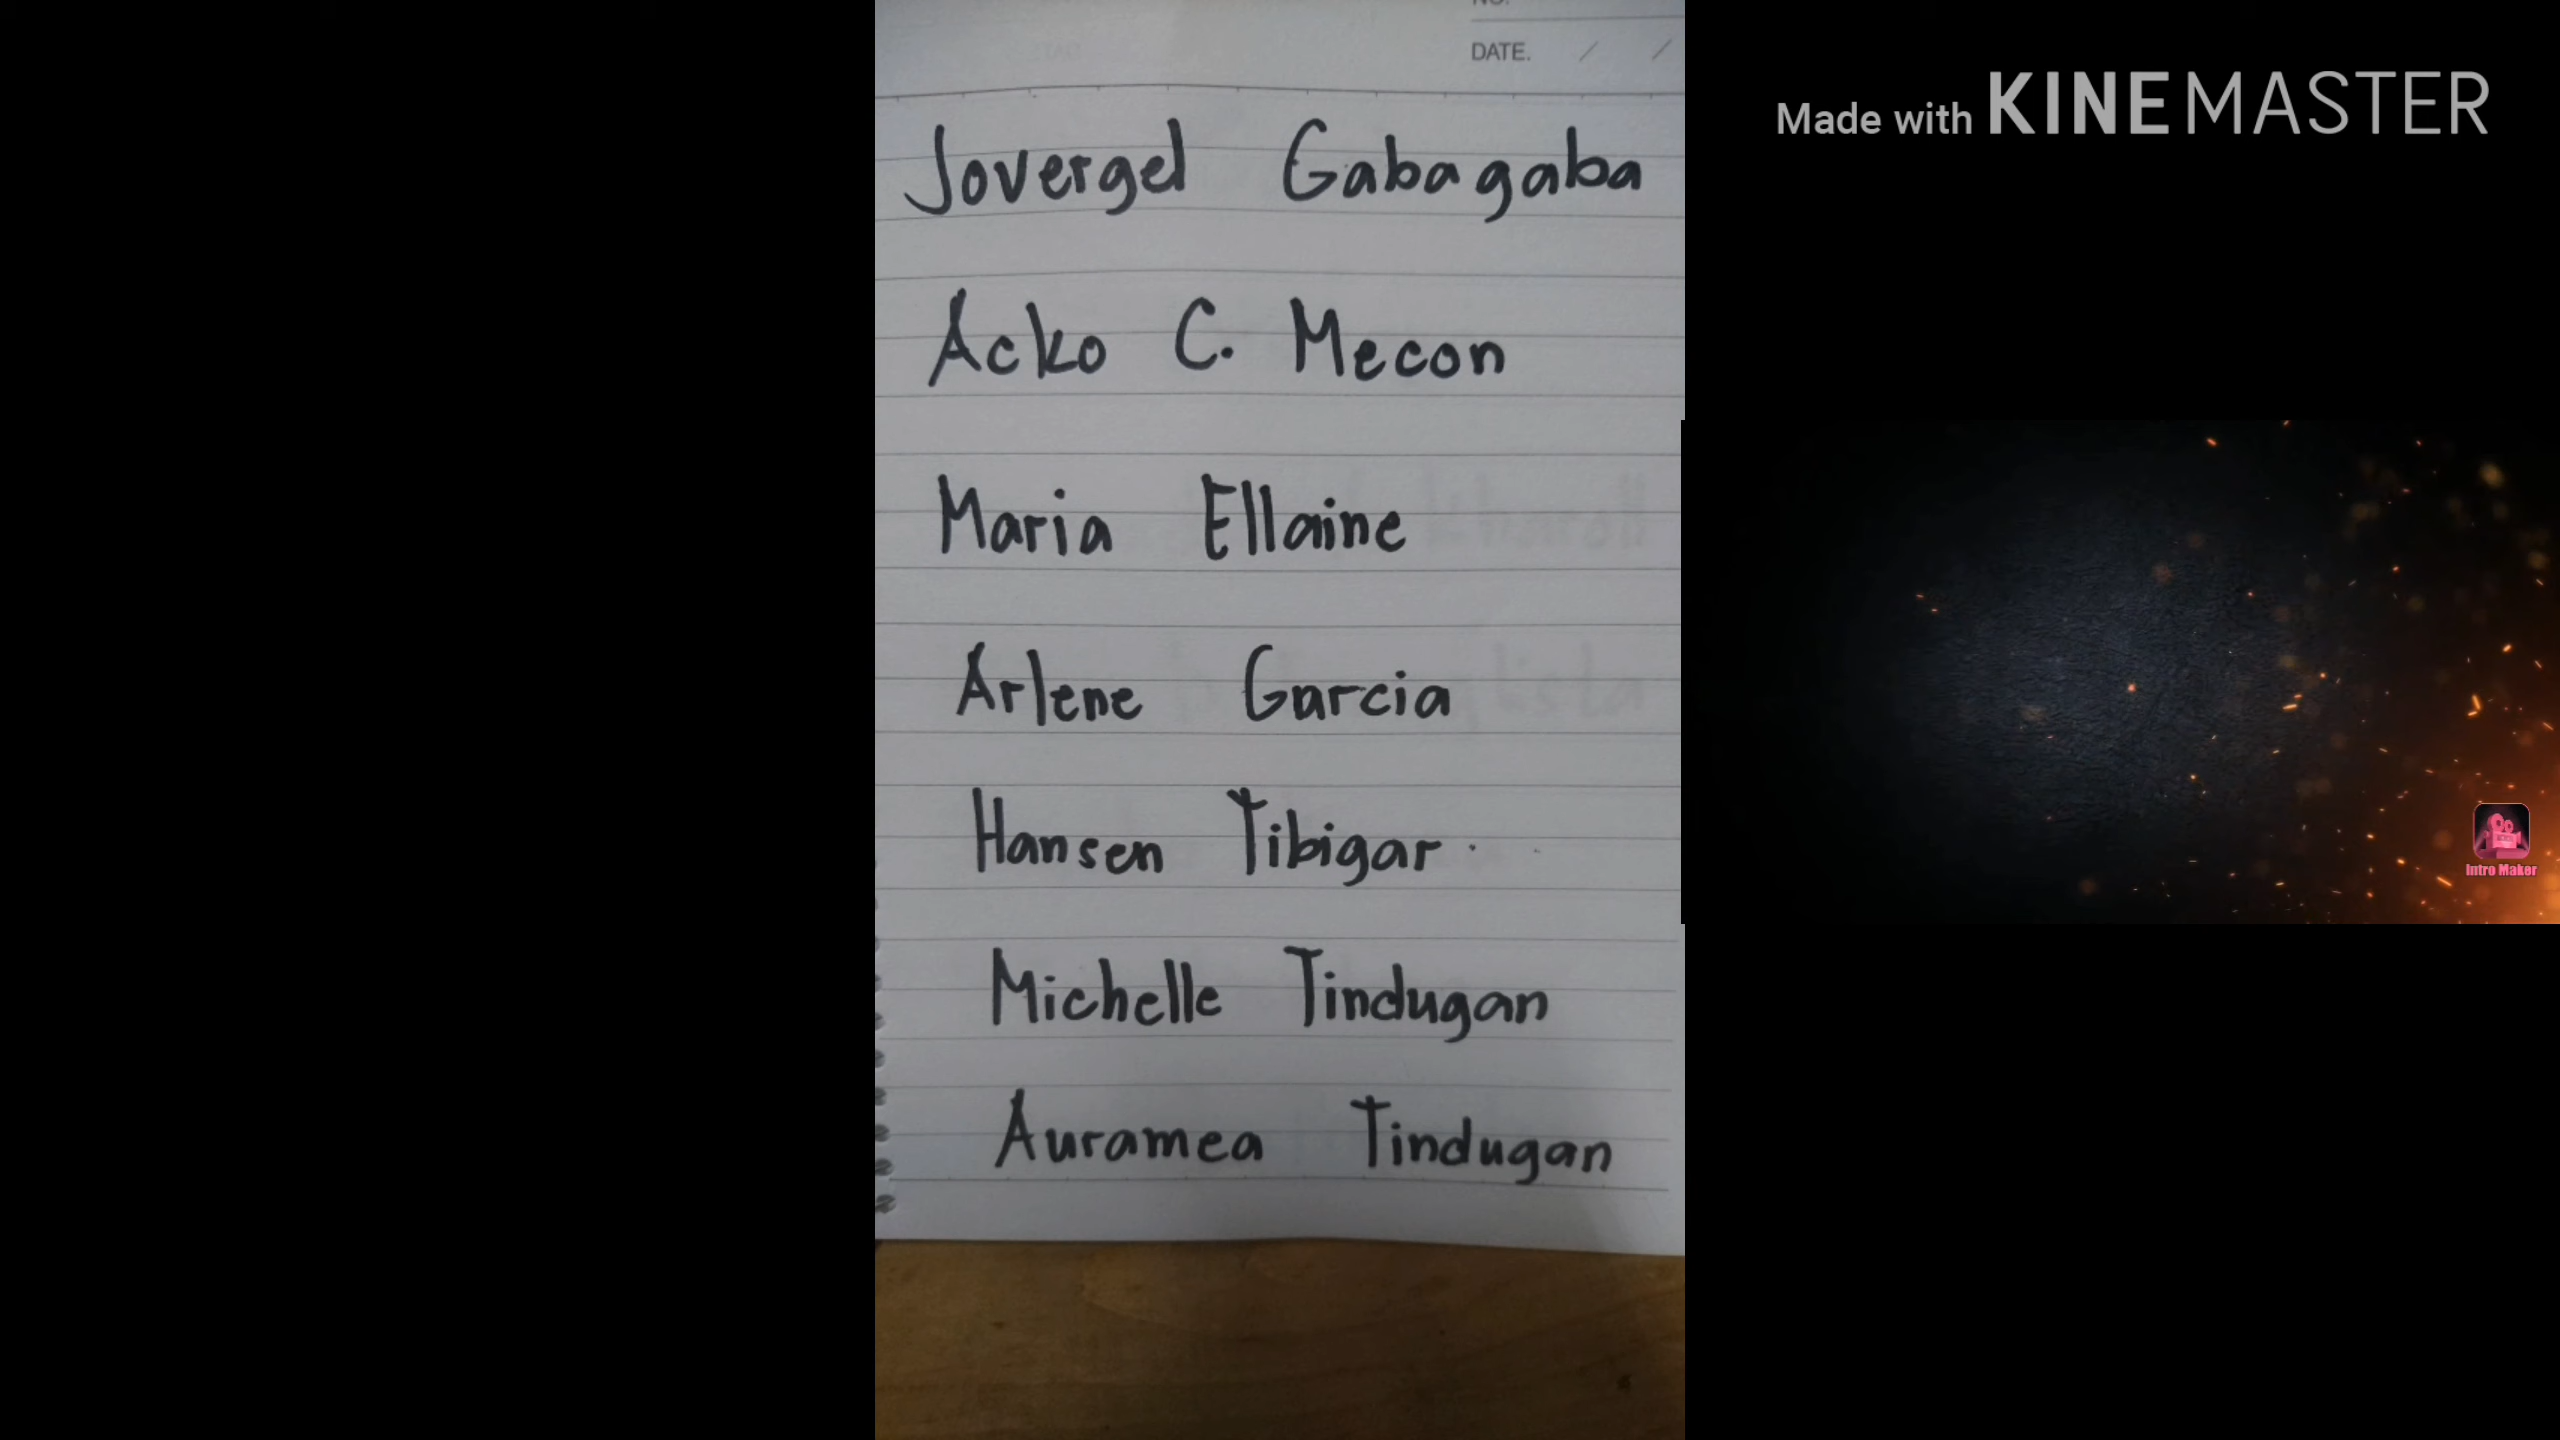 DATE. / /
Made with KINEMASTER
Jovergel Gabagaba
Acko C. Mecon
Maria Ellaine
Arlene Garcia
Hansen Tibigar
Michelle Tindugan
Auramea Tindugan
Intro Maker